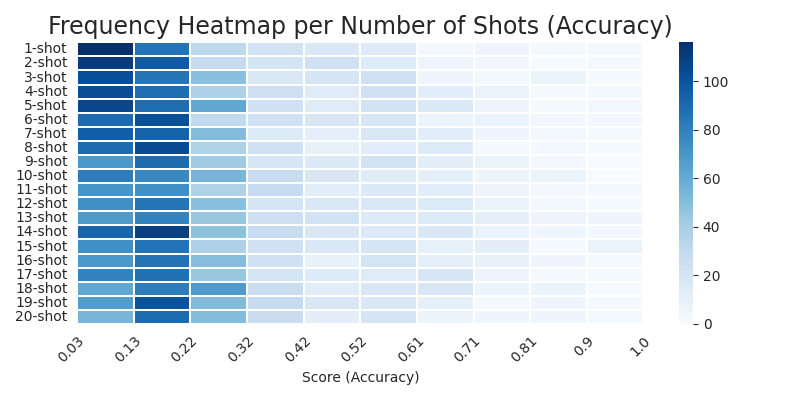 Frequency Heatmap per Number of Shots (Accuracy)
1-shot
2-shot
3-shot
4-shot
5-shot
6-shot
7-shot
8-shot
9-shot
10-shot
11-shot
12-shot
13-shot
14-shot
15-shot
16-shot
17-shot
18-shot
19-shot
20-shot
0.03 0.13 0.22 0.32 0.42 0.52 0.61 0.71 0.81 0.9 1.0
Score (Accuracy)
100
80
60
40
20
0